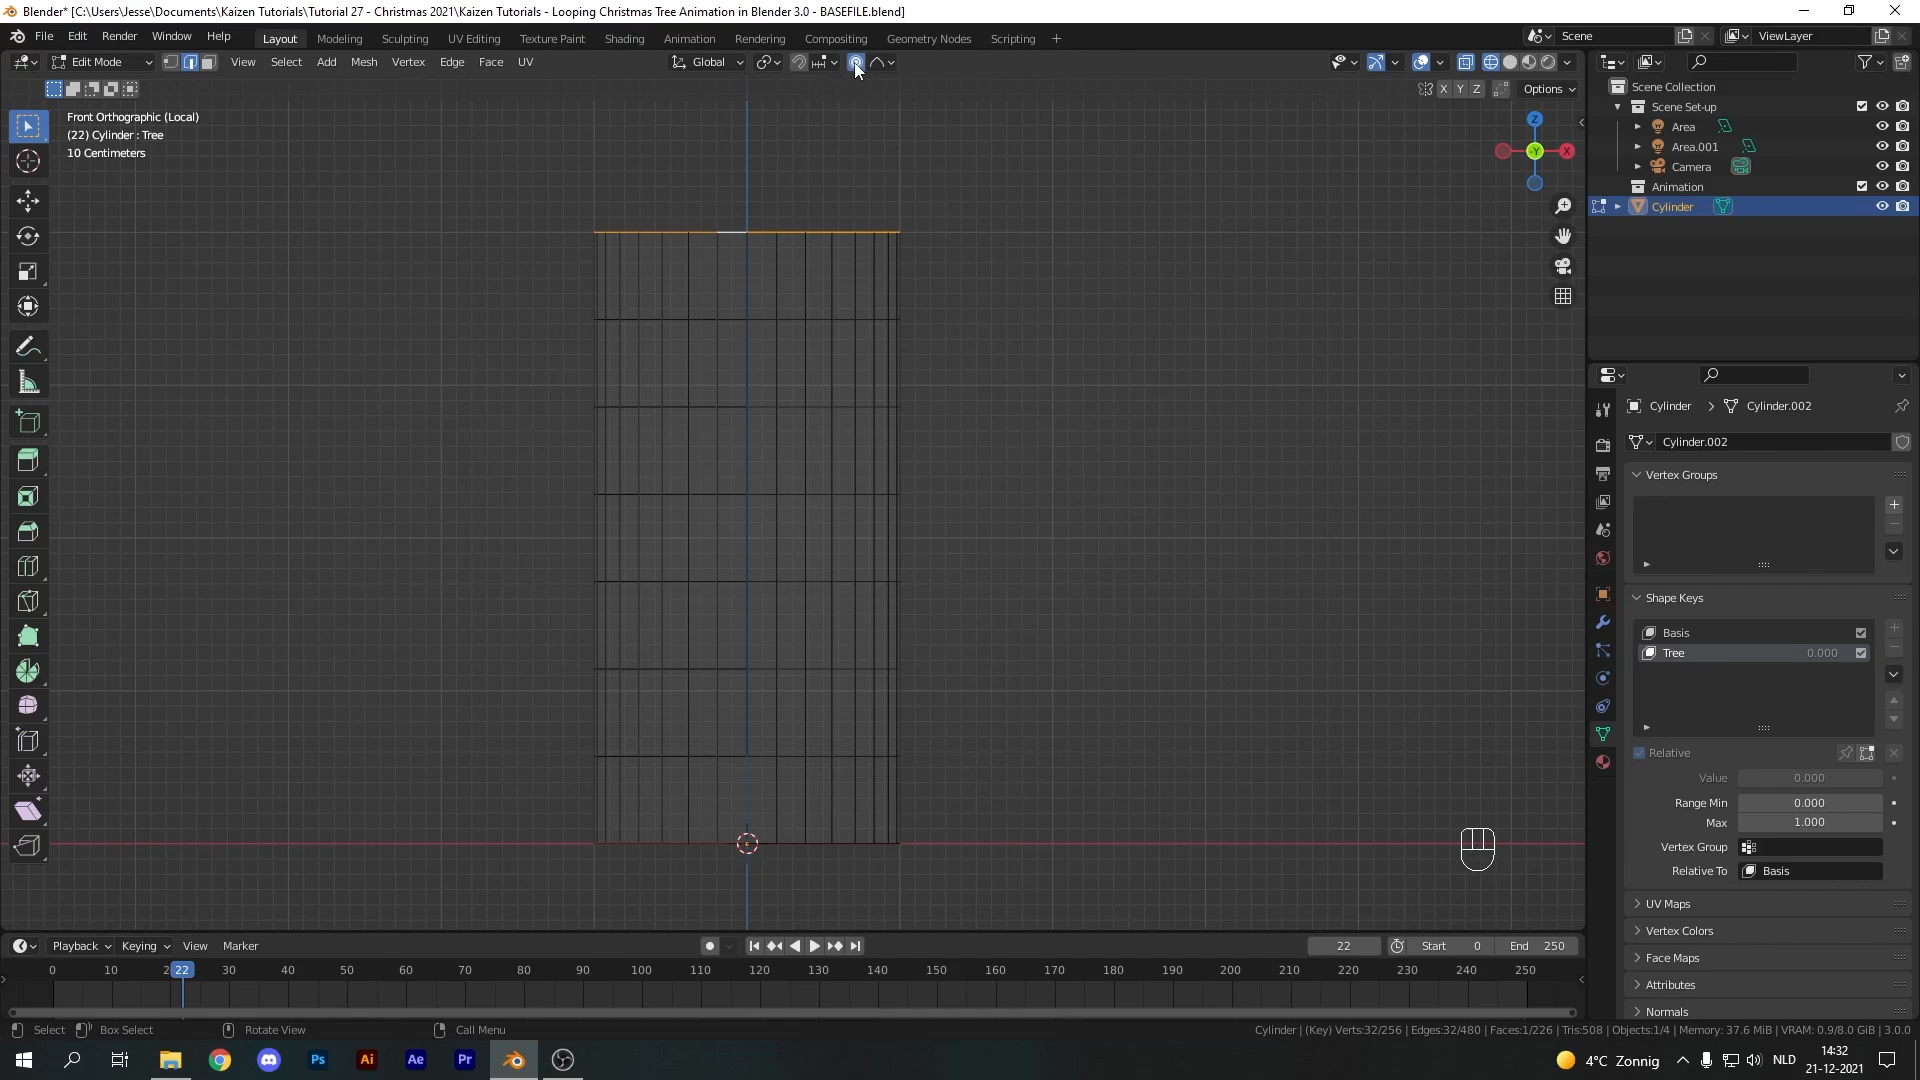 Blender* [C:\Users\Jesse\Documents\Kaizen Tutorials\Tutorial 27 - Christmas 2021\Kaizen Tutorials - Looping Christmas Tree Animation in Blender 3.0 - BASEFILE.blend]
File Edit Render Window Help Layout Modeling Sculpting UV Editing Texture Paint Shading Animation Rendering Compositing Geometry Nodes Scripting + Scene ViewLayer
Edit Mode View Select Add Mesh Vertex Edge Face UV Global
X Y Z Options
Front Orthographic (Local)
(22) Cylinder : Tree
10 Centimeters
Z
-Y X
Scene Collection
Scene Set-up
Area
Area.001
Camera
Animation
Cylinder
Cylinder > Cylinder.002
Cylinder.002
Vertex Groups
Shape Keys
Basis
Tree 0.000
Relative
Value 0.000
Range Min 0.000
Max 1.000
Vertex Group
Relative To Basis
UV Maps
Vertex Colors
Face Maps
Attributes
Normals
Playback Keying View Marker 22 Start 0 End 250
0 10 2 22 30 40 50 60 70 80 90 100 110 120 130 140 150 160 170 180 190 200 210 220 230 240 250
Select Box Select Rotate View Call Menu Cylinder | (Key) Verts:32/256 | Edges:32/480 | Faces:1/226 | Tris:508 | Objects:1/4 | Memory: 37.6 MiB | VRAM: 0.9/8.0 GiB | 3.0.0
Ps Ai Ae Pr 4°C Zonnig NLD 14:32
21-12-2021